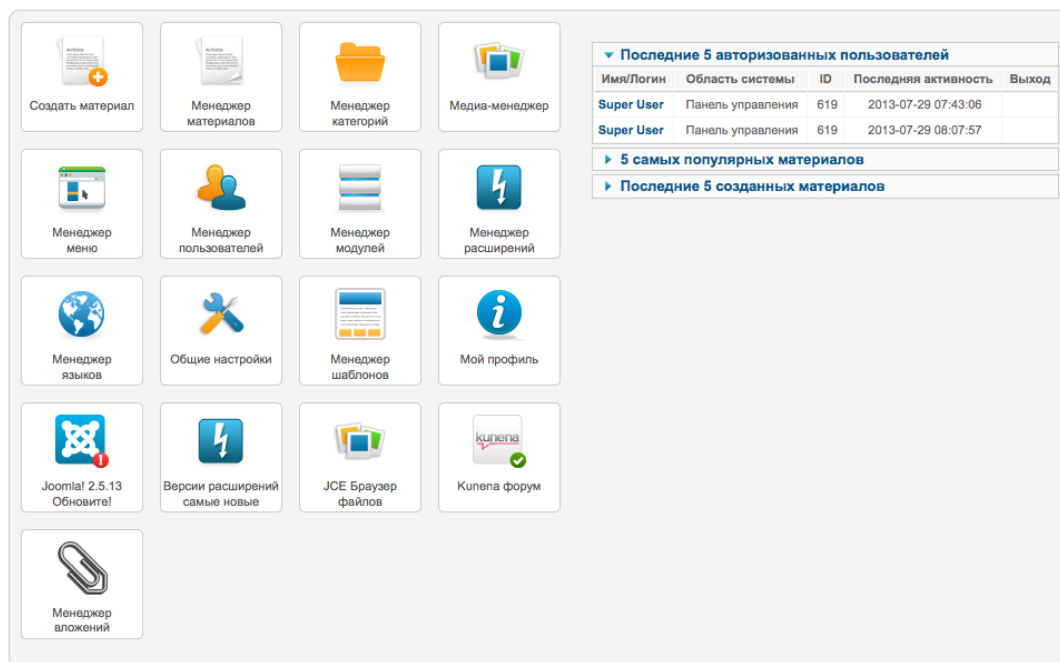 Создать материал
Менеджер
материалов
Менеджер
категорий
Медиа-менеджер
Менеджер
меню
Менеджер
пользователей
Менеджер
модулей
Менеджер
расширений
Менеджер
языков
Общие настройки
Менеджер
шаблонов
Мой профиль
Joomla! 2.5.13
Обновите!
Версии расширений
самые новые
JCE Браузер
файлов
kunena
Kunena форум
Менеджер
вложений
Последние 5 авторизованных пользователей
Имя/Логин Область системы ID Последняя активность Выход
Super User Панель управления 619 2013-07-29 07:43:06
Super User Панель управления 619 2013-07-29 08:07:57
5 самых популярных материалов
Последние 5 созданных материалов